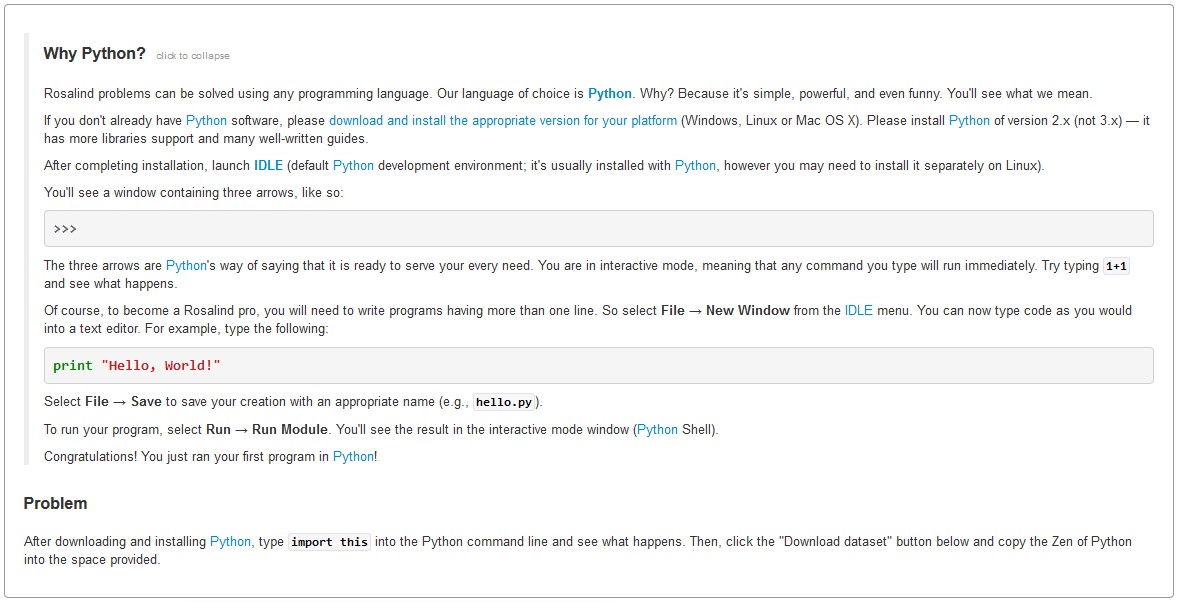 Why Python? click to collapse
Rosalind problems can be solved using any programming language. Our language of choice is Python. Why? Because it's simple, powerful, and even funny. You'll see what we mean.
If you don't already have Python software, please download and install the appropriate version for your platform (Windows, Linux or Mac OS X). Please install Python of version 2.x (not 3.x) — it
has more libraries support and many well-written guides.
After completing installation, launch IDLE (default Python development environment; it's usually installed with Python, however you may need to install it separately on Linux).
You'll see a window containing three arrows, like so:
>>>
The three arrows are Python's way of saying that it is ready to serve your every need. You are in interactive mode, meaning that any command you type will run immediately. Try typing 1+1
and see what happens.
Of course, to become a Rosalind pro, you will need to write programs having more than one line. So select File → New Window from the IDLE menu. You can now type code as you would
into a text editor. For example, type the following:
print "Hello, World!"
Select File → Save to save your creation with an appropriate name (e.g., hello.py).
To run your program, select Run → Run Module. You'll see the result in the interactive mode window (Python Shell).
Congratulations! You just ran your first program in Python!
Problem
After downloading and installing Python, type import this into the Python command line and see what happens. Then, click the "Download dataset" button below and copy the Zen of Python
into the space provided.